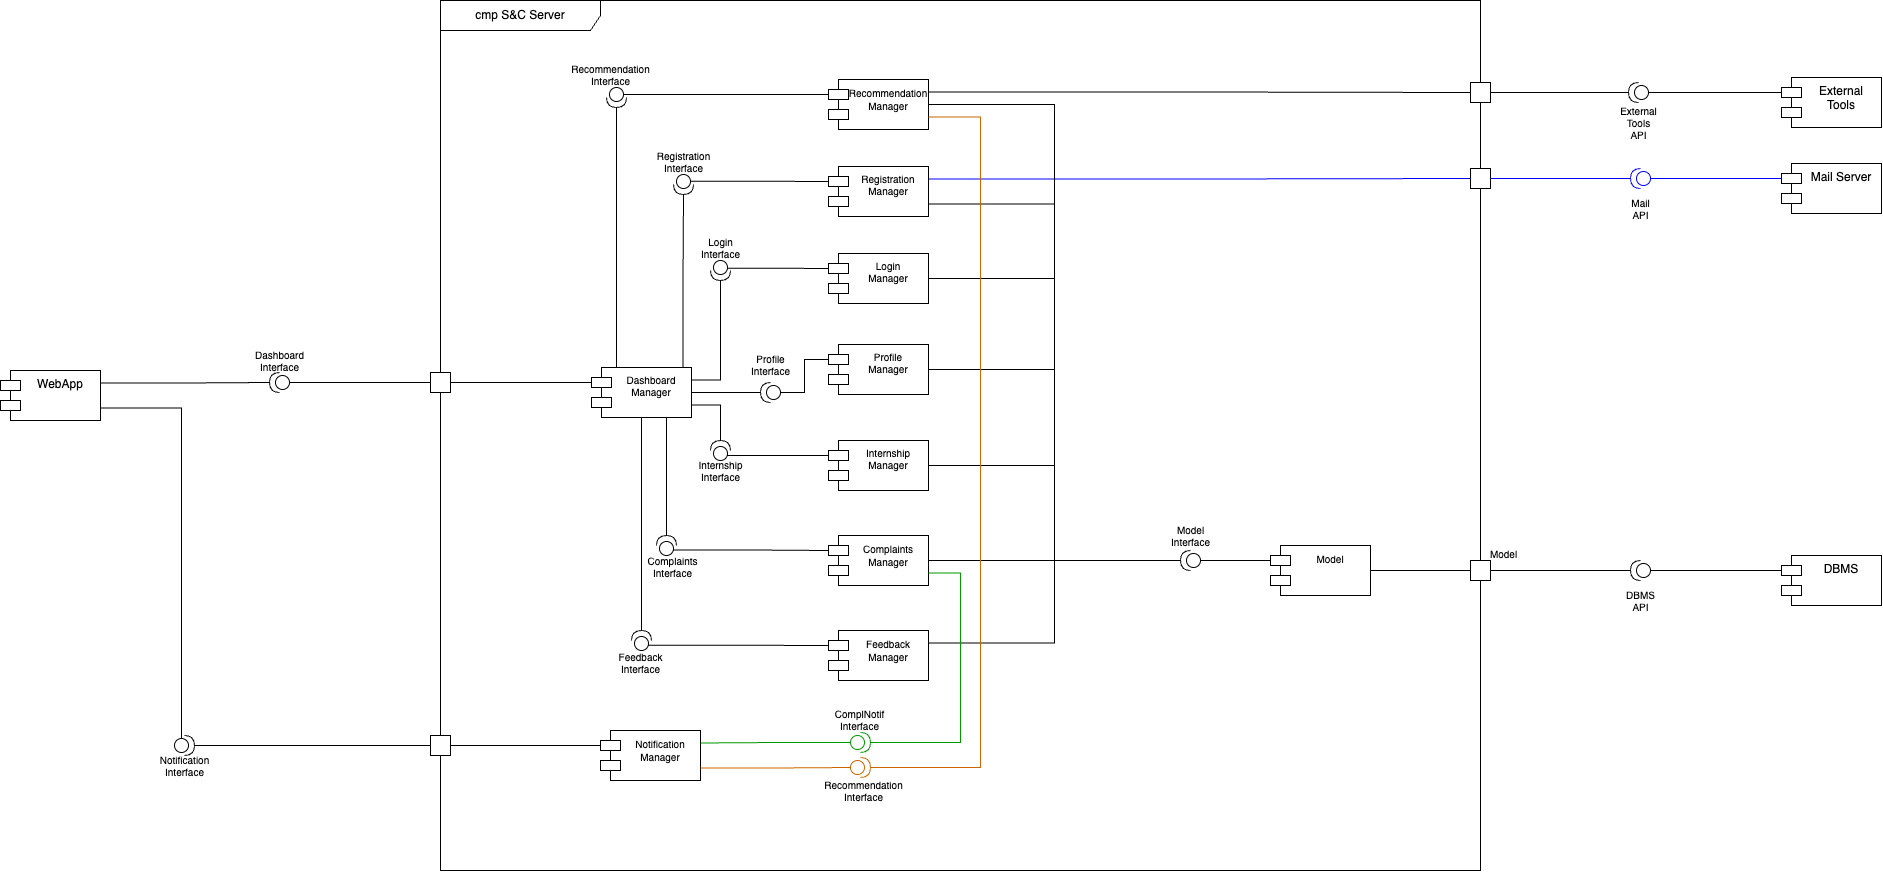 cmp S&C Server
Recommendation
Interface
Recommendation
Manager
External
Tools
External
Tools
API
Registration
Interface
Registration
Manager
Mail Server
Mail
API
Login
Interface
Login
Manager
Dashboard
Interface
WebApp
Dashboard
Manager
Profile
Interface
Profile
Manager
Internship
Interface
Internship
Manager
Complaints
Interface
Complaints
Manager
Model
Interface
Model
Model
DBMS
DBMS
API
Feedback
Interface
Feedback
Manager
Notification
Interface
Notification
Manager
ComplNotif
Interface
Recommendation
Interface